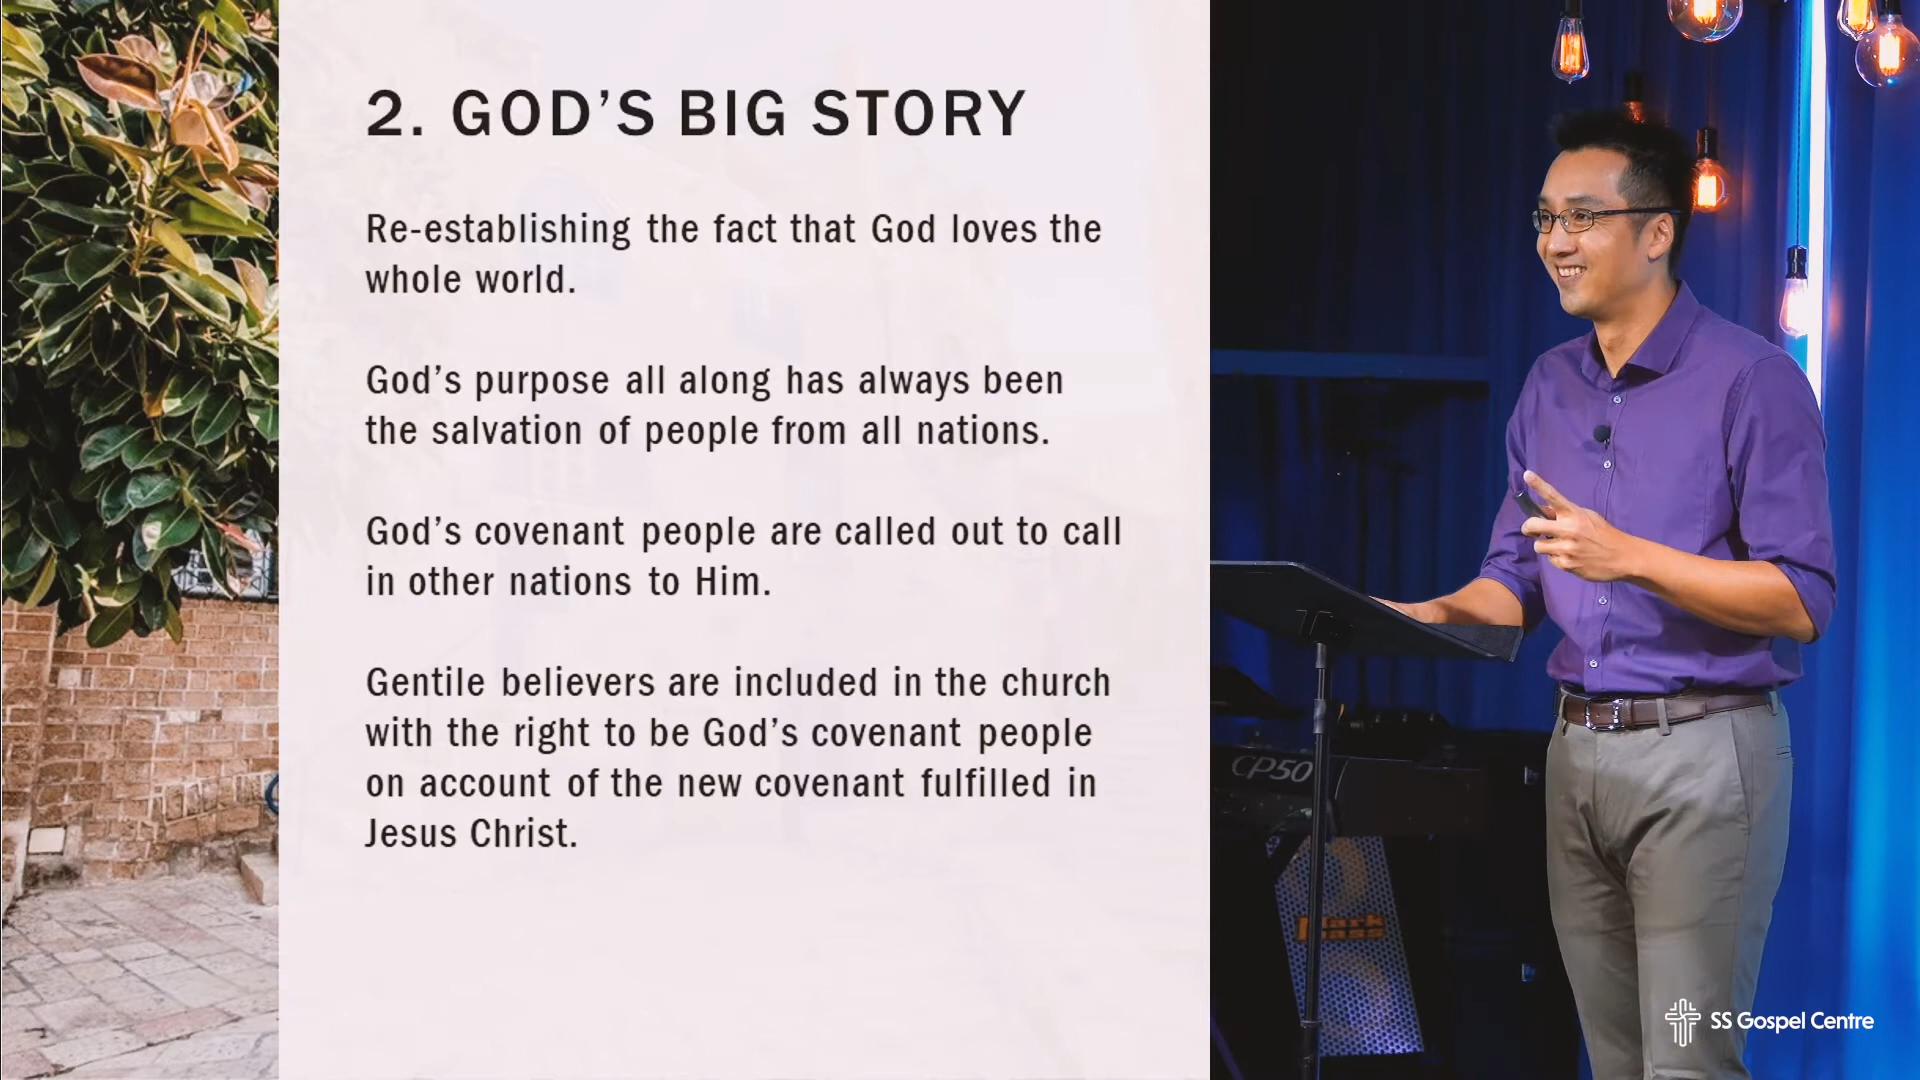 2. GOD’S BIG STORY
Re-establishing the fact that God loves the
whole world.
God’s purpose all along has always been
the salvation of people from all nations.
God’s covenant people are called out to call
in other nations to Him.
Gentile believers are included in the church
with the right to be God’s covenant people
on account of the new covenant fulfilled in
Jesus Christ.
CP50
Mark
bass
SS Gospel Centre